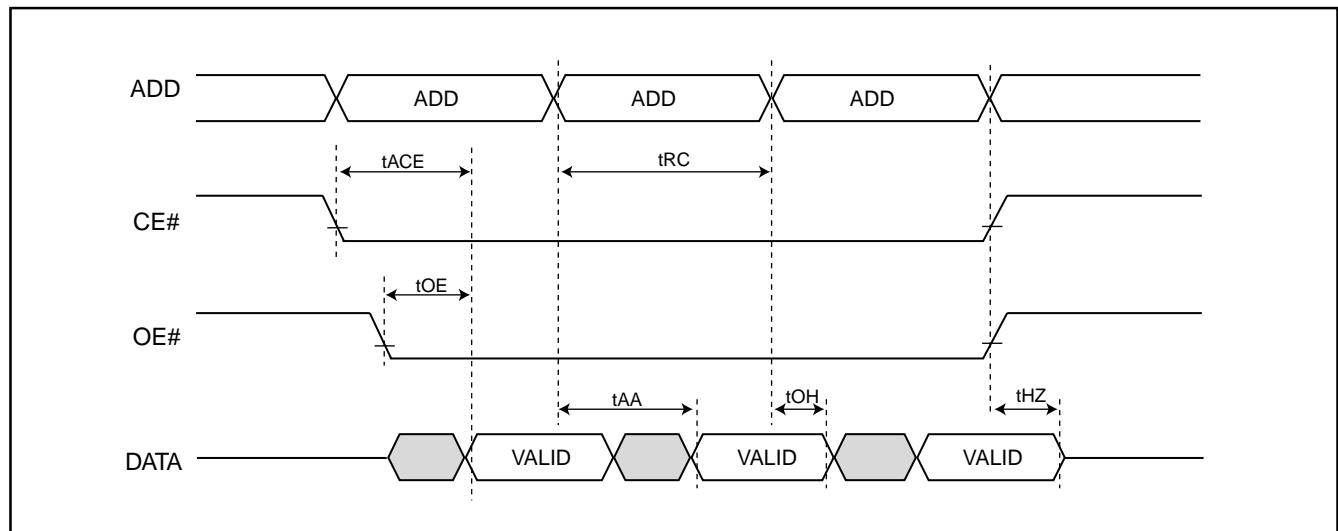 ADD ADD ADD ADD
tACE tRC
CE#
tOE
OE#
tAA tOH tHZ
DATA VALID VALID VALID